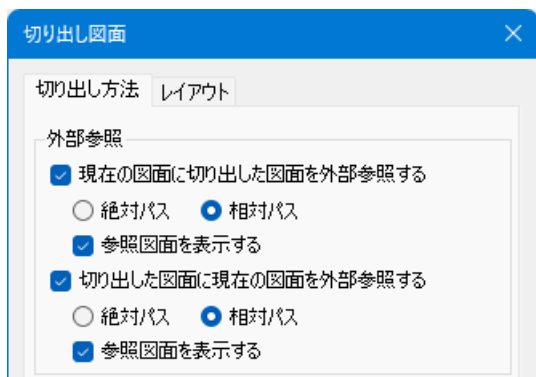 切り出し図面
切り出し方法 レイアウト
外部参照
現在の図面に切り出した図面を外部参照する
絶対パス 相対パス
参照図面を表示する
切り出した図面に現在の図面を外部参照する
絶対パス 相対パス
参照図面を表示する